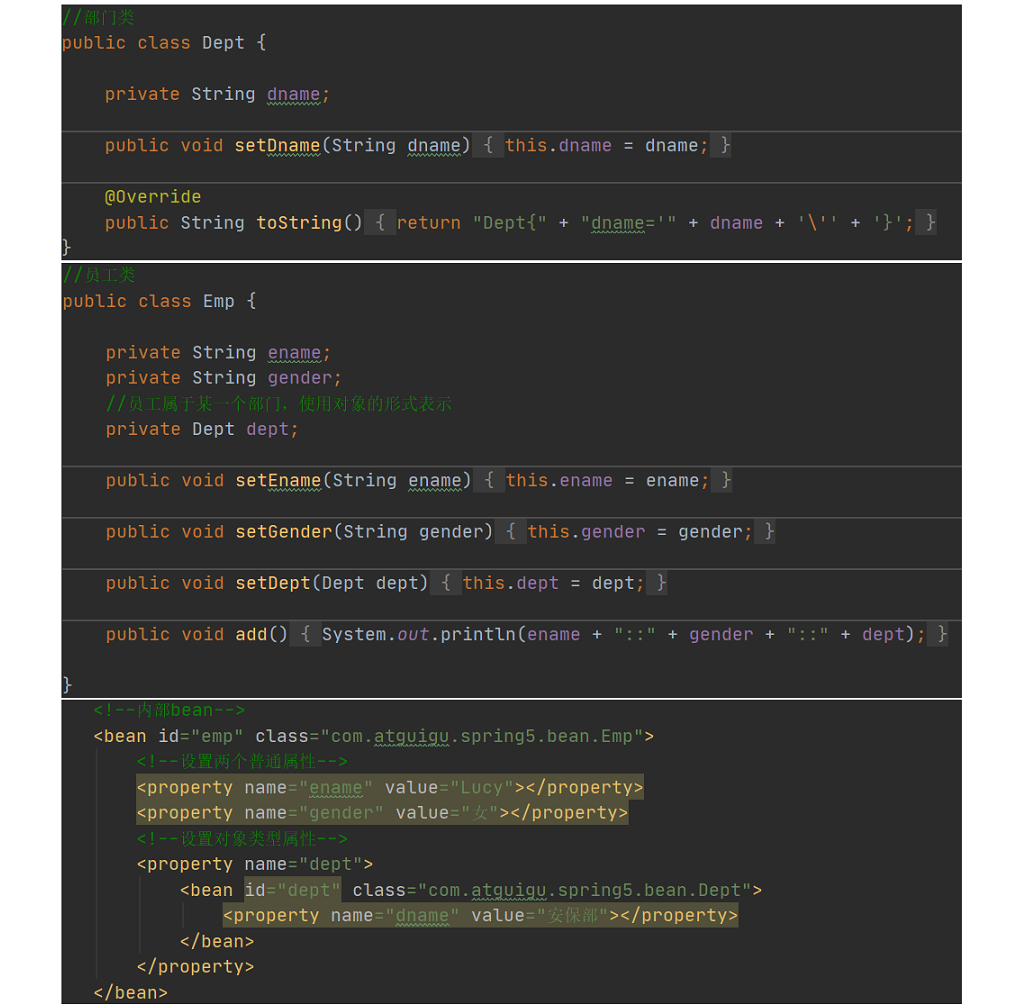 //部门类
public class Dept {
private String dname;
public void setDname(String dname) { this.dname = dname; }
@Override
public String toString() { return "Dept{" + "dname='" + dname + '\'' + '}'; }
}
//员工类
public class Emp {
private String ename;
private String gender;
//员工属于某一个部门，使用对象的形式表示
private Dept dept;
public void setEname(String ename) { this.ename = ename; }
public void setGender(String gender) { this.gender = gender; }
public void setDept(Dept dept) { this.dept = dept; }
public void add() { System.out.println(ename + "::" + gender + "::" + dept); }
}
<!--内部bean-->
<bean id="emp" class="com.atguigu.spring5.bean.Emp">
<!--设置两个普通属性-->
<property name="ename" value="Lucy"></property>
<property name="gender" value="女"></property>
<!--设置对象类型属性-->
<property name="dept">
<bean id="dept" class="com.atguigu.spring5.bean.Dept">
<property name="dname" value="安保部"></property>
</bean>
</property>
</bean>